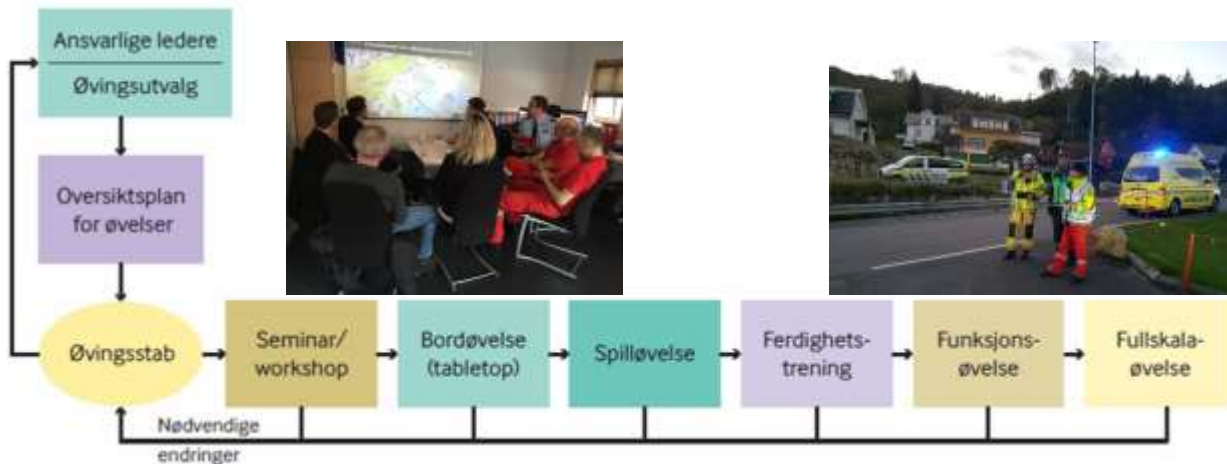 Ansvarlige ledere
Øvingsutvalg
Oversiktsplan
for øvelser
Øvingsstab
Seminar/
workshop
Bordøvelse
(tabletop)
Spilløvelse
Ferdighets-
trening
Funksjons-
øvelse
Fullskala-
øvelse
Nødvendige
endringer